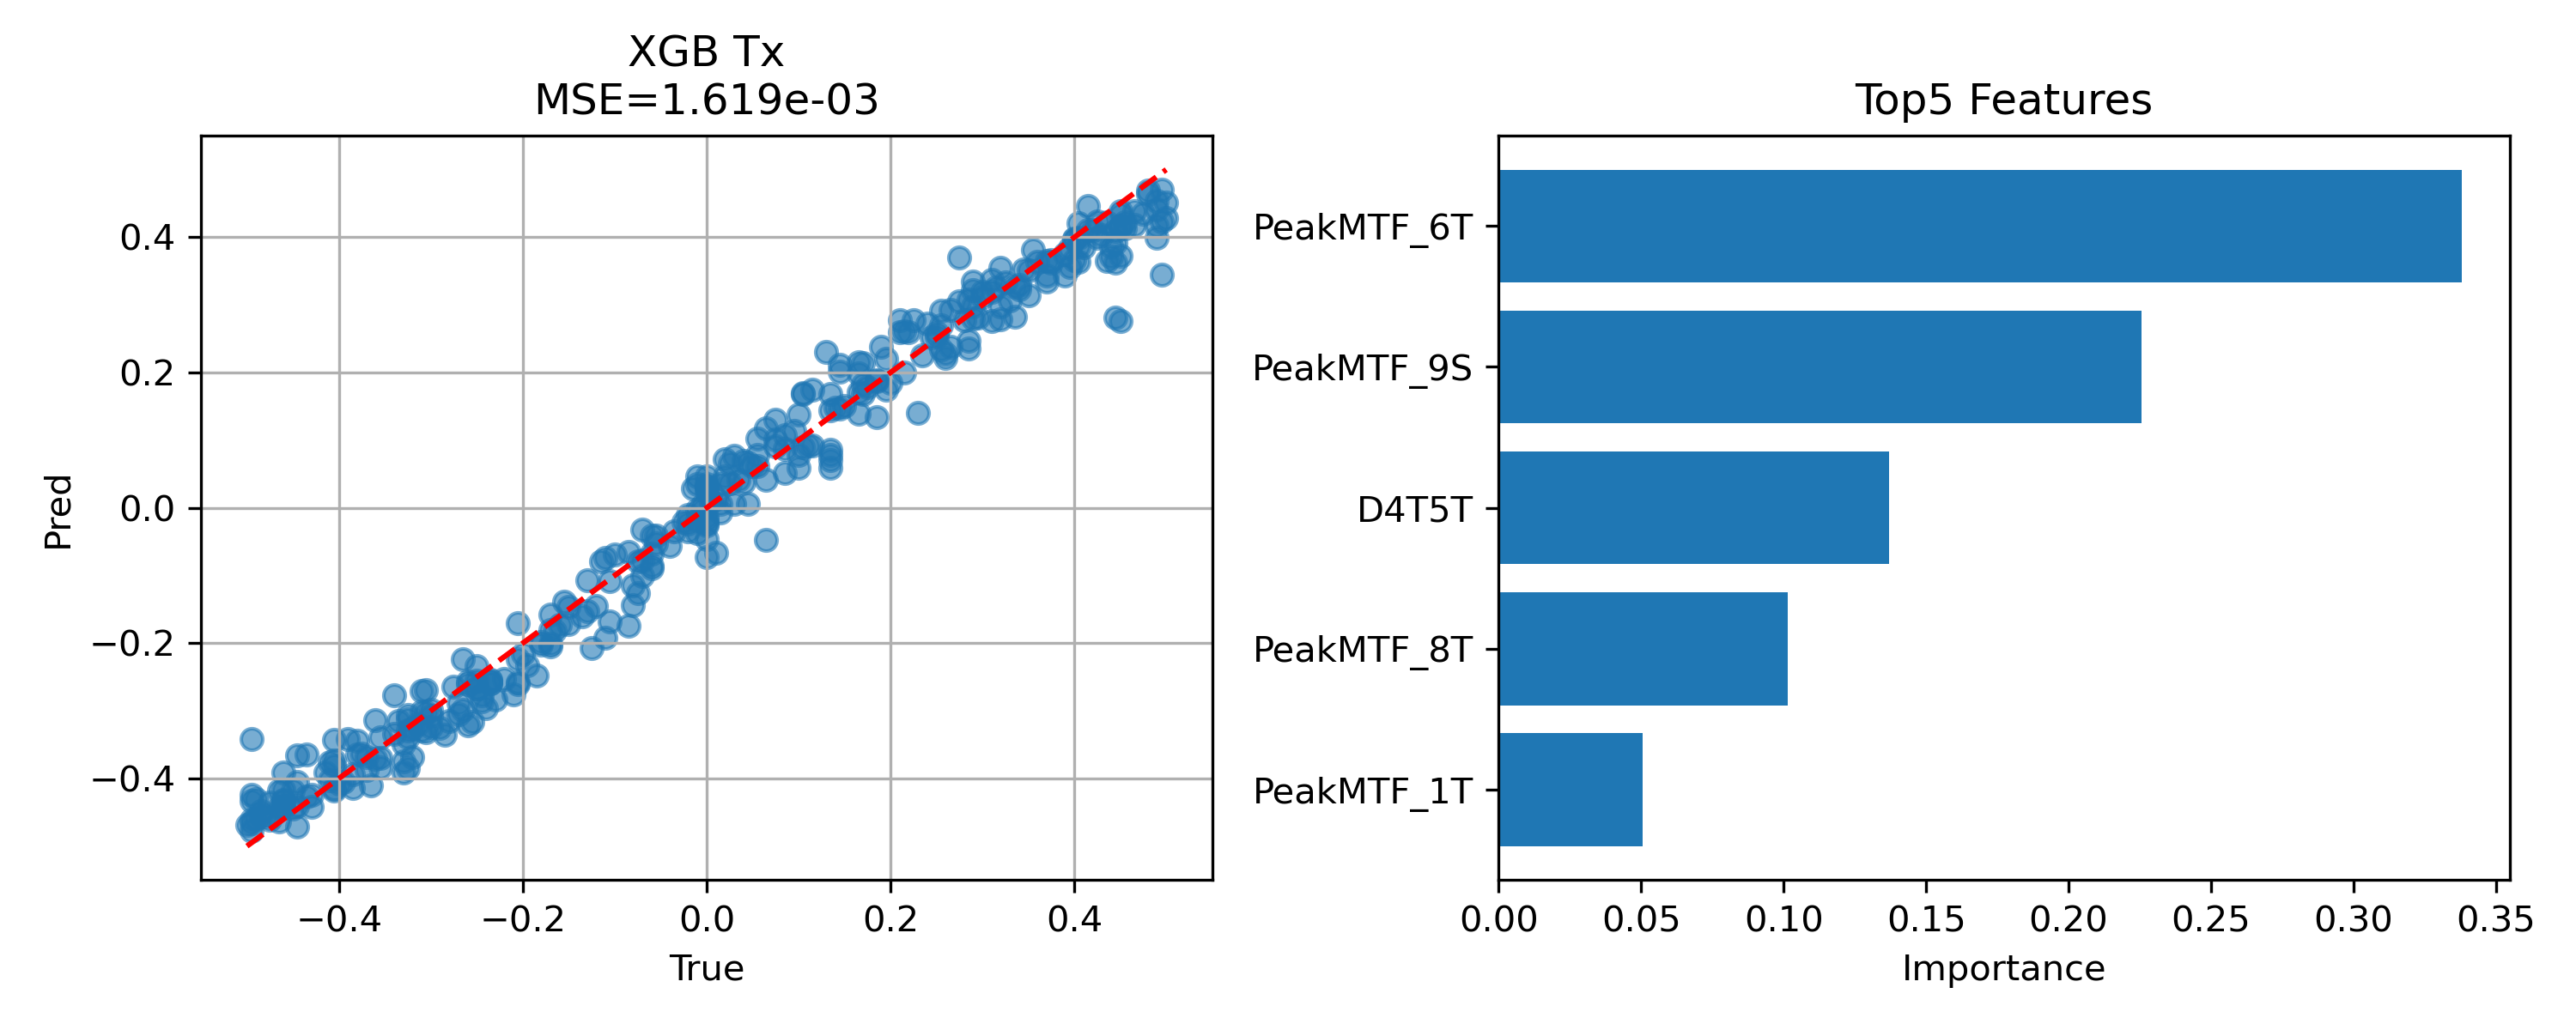 XGB Tx
MSE=1.619e-03
Pred
0.4
0.2
0.0
−0.2
−0.4
−0.4
−0.2
0.0
0.2
0.4
True
Top5 Features
PeakMTF_6T
PeakMTF_9S
D4T5T
PeakMTF_8T
PeakMTF_1T
0.00
0.05
0.10
0.15
0.20
0.25
0.30
0.35
Importance